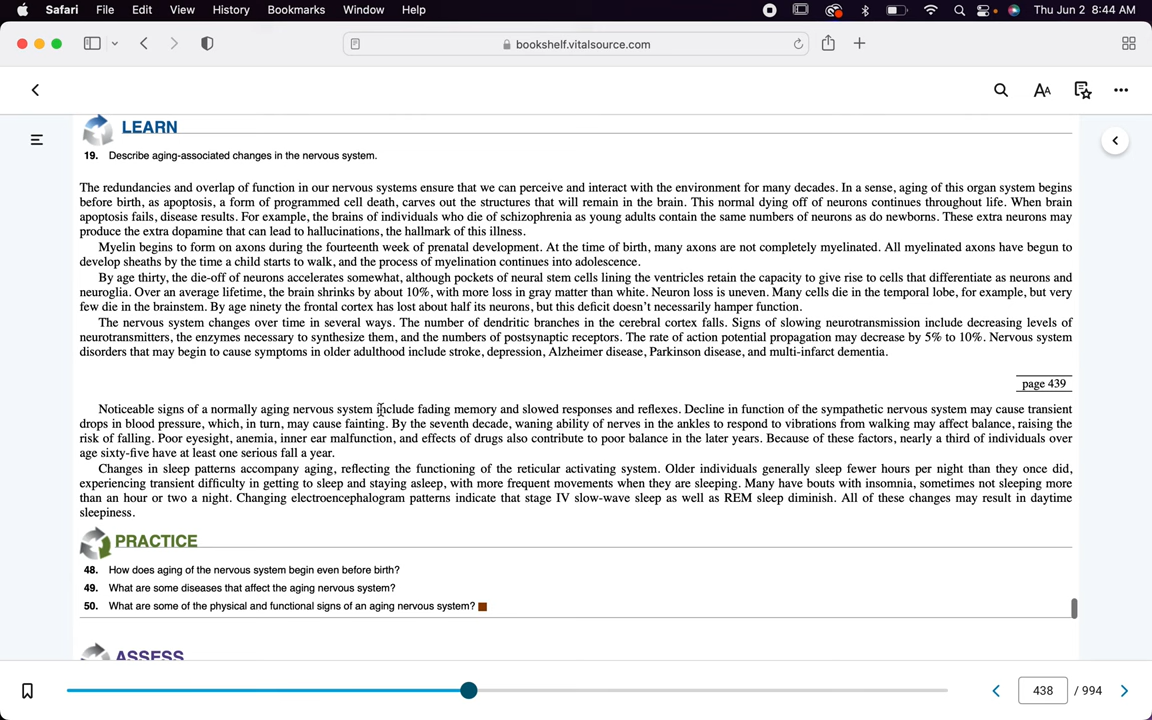 Safari File Edit View History Bookmarks Window Help Thu Jun 2 8:44 AM
bookshelf.vitalsource.com
AA
LEARN
19. Describe aging-associated changes in the nervous system.
The redundancies and overlap of function in our nervous systems ensure that we can perceive and interact with the environment for many decades. In a sense, aging of this organ system begins
before birth, as apoptosis, a form of programmed cell death, carves out the structures that will remain in the brain. This normal dying off of neurons continues throughout life. When brain
apoptosis fails, disease results. For example, the brains of individuals who die of schizophrenia as young adults contain the same numbers of neurons as do newborns. These extra neurons may
produce the extra dopamine that can lead to hallucinations, the hallmark of this illness.
Myelin begins to form on axons during the fourteenth week of prenatal development. At the time of birth, many axons are not completely myelinated. All myelinated axons have begun to
develop sheaths by the time a child starts to walk, and the process of myelination continues into adolescence.
By age thirty, the die-off of neurons accelerates somewhat, although pockets of neural stem cells lining the ventricles retain the capacity to give rise to cells that differentiate as neurons and
neuroglia. Over an average lifetime, the brain shrinks by about 10%, with more loss in gray matter than white. Neuron loss is uneven. Many cells die in the temporal lobe, for example, but very
few die in the brainstem. By age ninety the frontal cortex has lost about half its neurons, but this deficit doesn't necessarily hamper function.
The nervous system changes over time in several ways. The number of dendritic branches in the cerebral cortex falls. Signs of slowing neurotransmission include decreasing levels of
neurotransmitters, the enzymes necessary to synthesize them, and the numbers of postsynaptic receptors. The rate of action potential propagation may decrease by 5% to 10%. Nervous system
disorders that may begin to cause symptoms in older adulthood include stroke, depression, Alzheimer disease, Parkinson disease, and multi-infarct dementia.
page 439
Noticeable signs of a normally aging nervous system include fading memory and slowed responses and reflexes. Decline in function of the sympathetic nervous system may cause transient
drops in blood pressure, which, in turn, may cause fainting. By the seventh decade, waning ability of nerves in the ankles to respond to vibrations from walking may affect balance, raising the
risk of falling. Poor eyesight, anemia, inner ear malfunction, and effects of drugs also contribute to poor balance in the later years. Because of these factors, nearly a third of individuals over
age sixty-five have at least one serious fall a year.
Changes in sleep patterns accompany aging, reflecting the functioning of the reticular activating system. Older individuals generally sleep fewer hours per night than they once did,
experiencing transient difficulty in getting to sleep and staying asleep, with more frequent movements when they are sleeping. Many have bouts with insomnia, sometimes not sleeping more
than an hour or two a night. Changing electroencephalogram patterns indicate that stage IV slow-wave sleep as well as REM sleep diminish. All of these changes may result in daytime
sleepiness.
PRACTICE
48. How does aging of the nervous system begin even before birth?
49. What are some diseases that affect the aging nervous system?
50. What are some of the physical and functional signs of an aging nervous system?
ASSESS
438 / 994